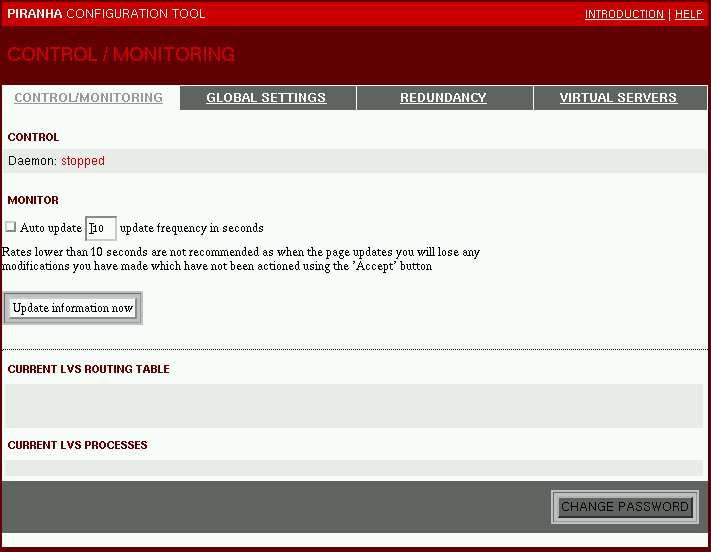 PIRANHA CONFIGURATION TOOL
INTRODUCTION | HELP
CONTROL / MONITORING
CONTROL/MONITORING
GLOBAL SETTINGS
REDUNDANCY
VIRTUAL SERVERS
CONTROL
Daemon: stopped
MONITOR
Auto update 10 update frequency in seconds
Rates lower than 10 seconds are not recommended as when the page updates you will lose any
modifications you have made which have not been actioned using the 'Accept' button
Update information now
CURRENT LVS ROUTING TABLE
CURRENT LVS PROCESSES
CHANGE PASSWORD